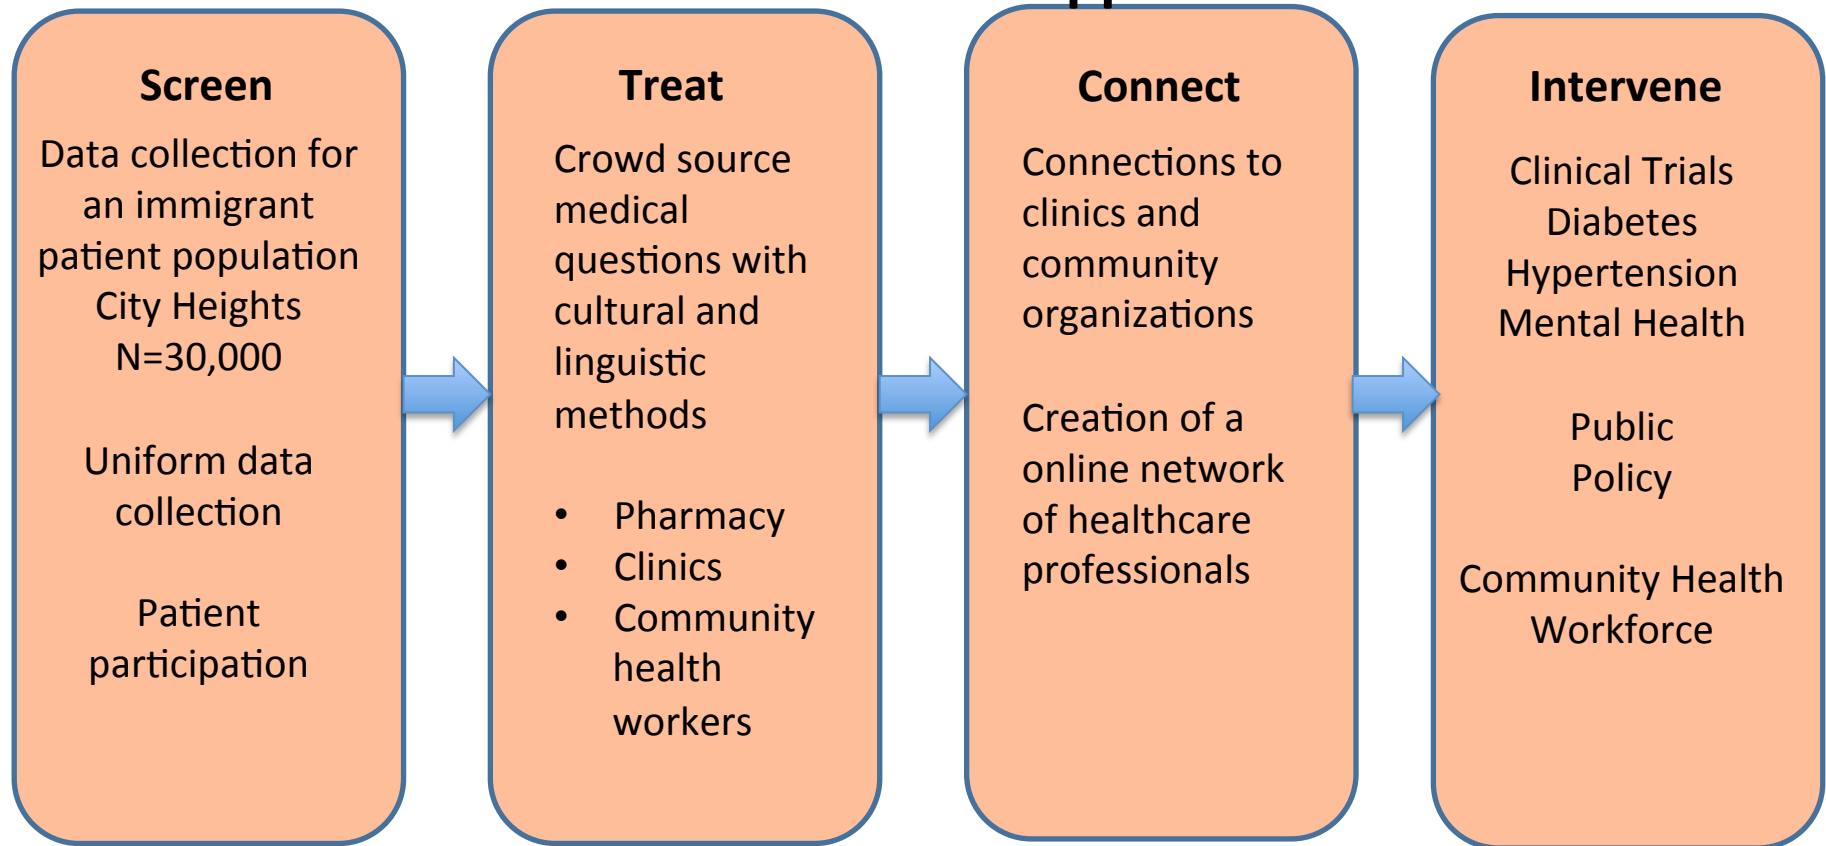 Screen
Data collection for
an immigrant
patient population
City Heights
N=30,000
Uniform data
collection
Patient
participation
Treat
Crowd source
medical
questions with
cultural and
linguistic
methods
• Pharmacy
• Clinics
• Community
health
workers
Connect
Connections to
clinics and
community
organizations
Creation of a
online network
of healthcare
professionals
Intervene
Clinical Trials
Diabetes
Hypertension
Mental Health
Public
Policy
Community Health
Workforce